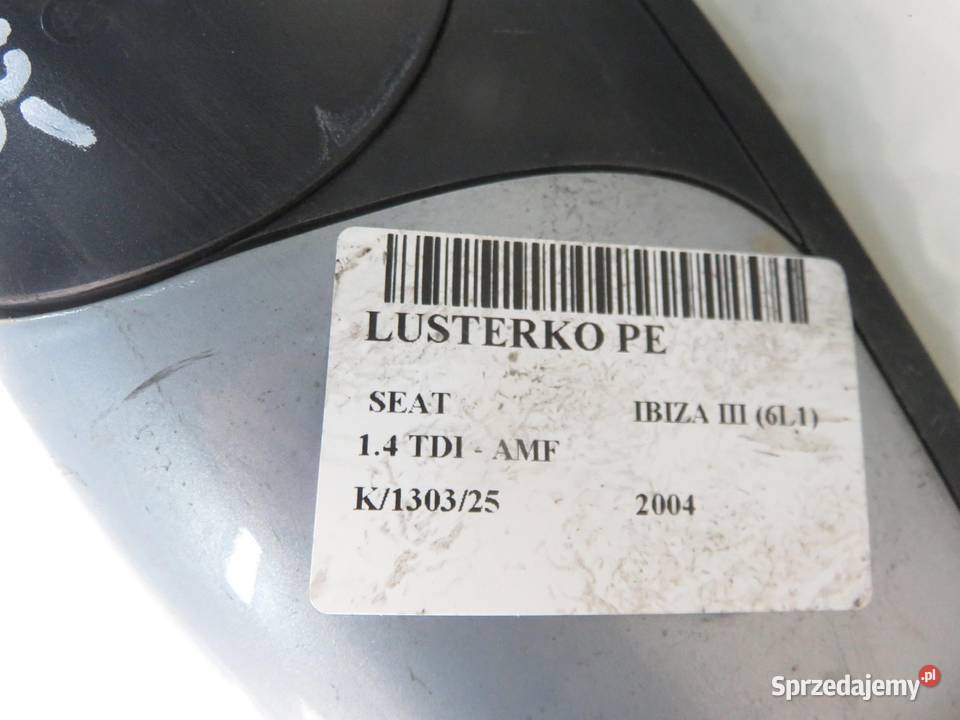 LUSTERKO PE
SEAT IBIZA III (6L1)
1.4 TDI - AMF
K/1303/25 2004
Sprzedajemy.pl